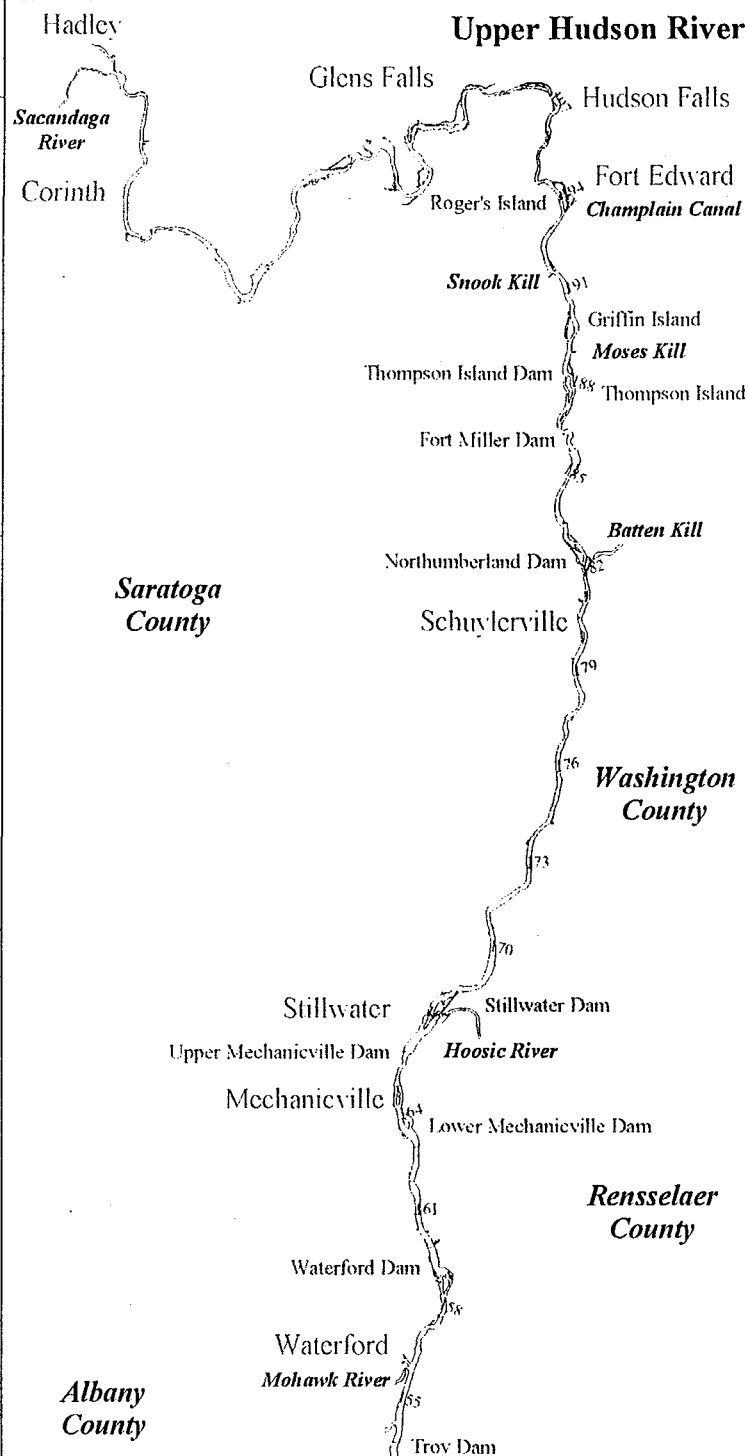 Upper Hudson River
Hadley
Glens Falls
Hudson Falls
Sacandaga
River
Corinth
94
Fort Edward
Roger's Island
Champlain Canal
Snook Kill
91
Griffin Island
Moses Kill
Thompson Island Dam
88
Thompson Island
Fort Miller Dam
85
Batten Kill
Northumberland Dam
82
Saratoga
County
Schuylerville
79
76
Washington
County
73
70
Stillwater
Stillwater Dam
Upper Mechanicville Dam
Hoosic River
Mechanicville
64
Lower Mechanicville Dam
Rensselaer
County
61
Waterford Dam
58
Waterford
Mohawk River
Albany
County
55
Troy Dam